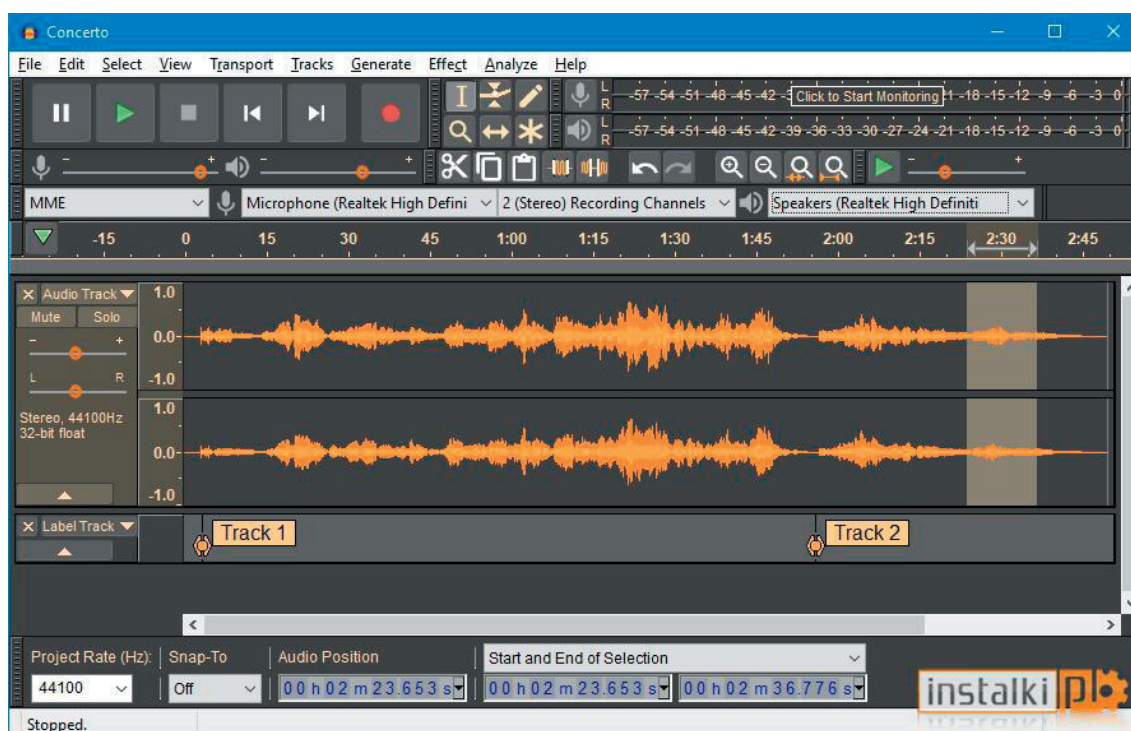 Concerto
File Edit Select View Transport Tracks Generate Effect Analyze Help
L
R
-57 -54 -51 -48 -45 -42 Click to Start Monitoring -18 -15 -12 -9 -6 -3 0
L
R
-57 -54 -51 -48 -45 -42 -39 -36 -33 -30 -27 -24 -21 -18 -15 -12 -9 -6 -3 0
- + - + - +
MME Microphone (Realtek High Defini 2 (Stereo) Recording Channels Speakers (Realtek High Definiti
-15 0 15 30 45 1:00 1:15 1:30 1:45 2:00 2:15 2:30 2:45
Audio Track 1.0
Mute Solo
- + 0.0
L R -1.0
1.0
Stereo, 44100Hz
32-bit float
0.0
-1.0
Label Track
Track 1 Track 2
Project Rate (Hz): Snap-To Audio Position Start and End of Selection
44100 Off 00 h 02 m 23.653 s 00 h 02 m 23.653 s 00 h 02 m 36.776 s
instalki pl
Stopped.